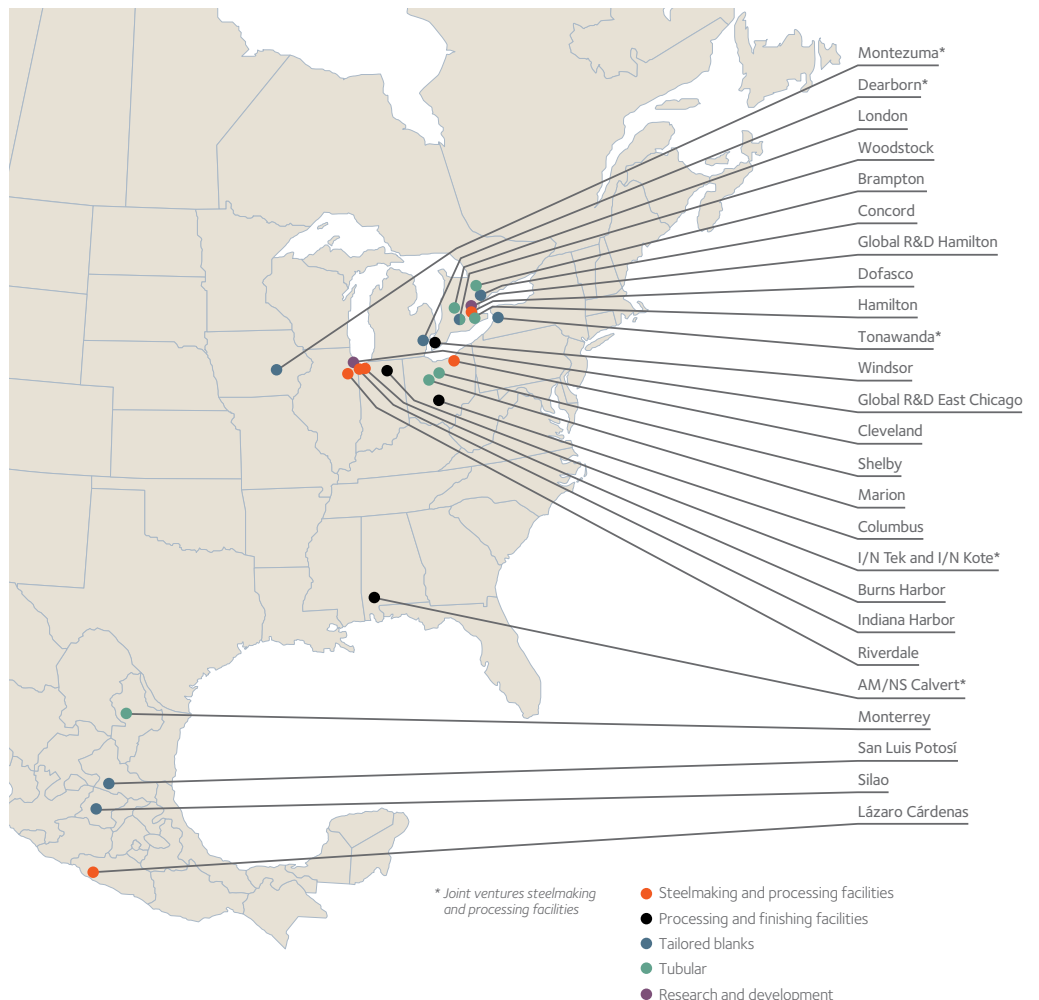 Montezuma*
Dearborn*
London
Woodstock
Brampton
Concord
Global R&D Hamilton
Dofasco
Hamilton
Tonawanda*
Windsor
Global R&D East Chicago
Cleveland
Shelby
Marion
Columbus
I/N Tek and I/N Kote*
Burns Harbor
Indiana Harbor
Riverdale
AM/NS Calvert*
Monterrey
San Luis Potosí
Silao
Lázaro Cárdenas
* Joint ventures steelmaking
and processing facilities
Steelmaking and processing facilities
Processing and finishing facilities
Tailored blanks
Tubular
Research and development